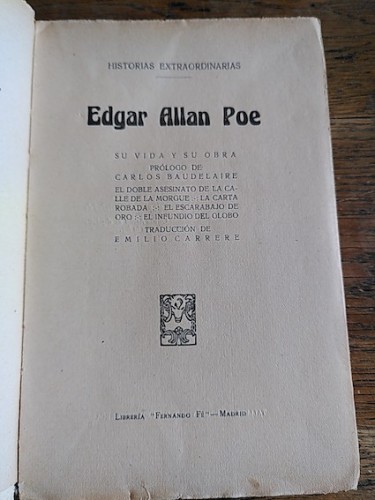 HISTORIAS EXTRAORDINARIAS
Edgar Allan Poe
SU VIDA Y SU OBRA
PRÓLOGO DE
CARLOS BAUDELAIRE
EL DOBLE ASESINATO DE LA CA-
LLE DE LA MORGUE :-: LA CARTA
ROBADA :-: EL ESCARABAJO DE
ORO :-: EL INFUNDIO DEL GLOBO
TRADUCCIÓN DE
EMILIO CARRERE
LIBRERÍA "FERNANDO FÉ"—MADRID